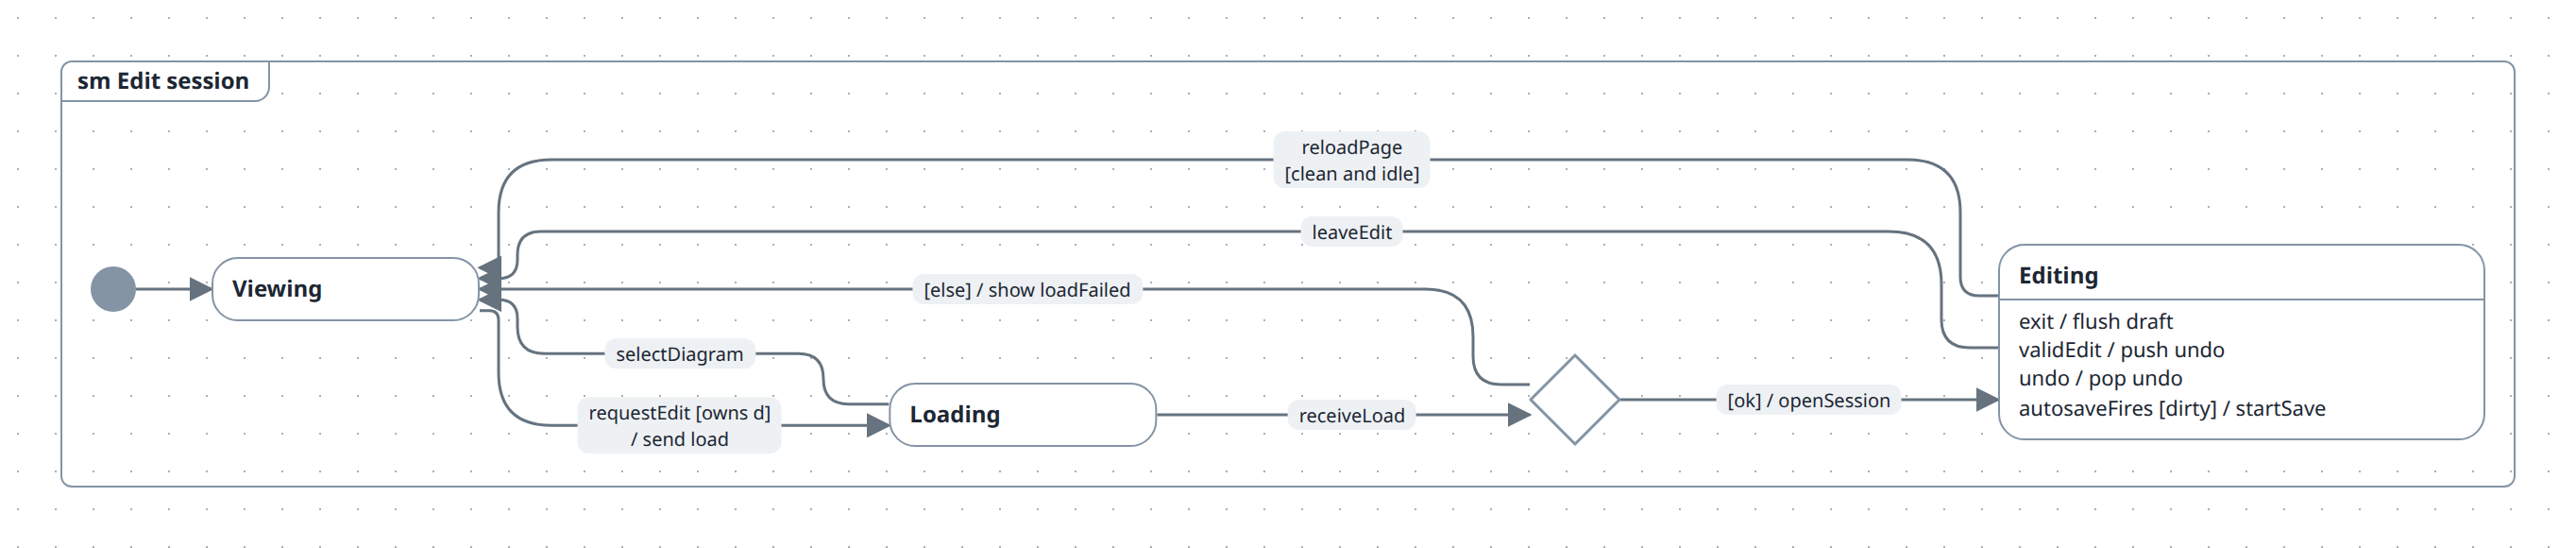 sm Edit session
reloadPage
[clean and idle]
leaveEdit
Viewing
[else] / show loadFailed
selectDiagram
requestEdit [owns d]
/ send load
Loading
receiveLoad
[ok] / openSession
Editing
exit / flush draft
validEdit / push undo
undo / pop undo
autosaveFires [dirty] / startSave